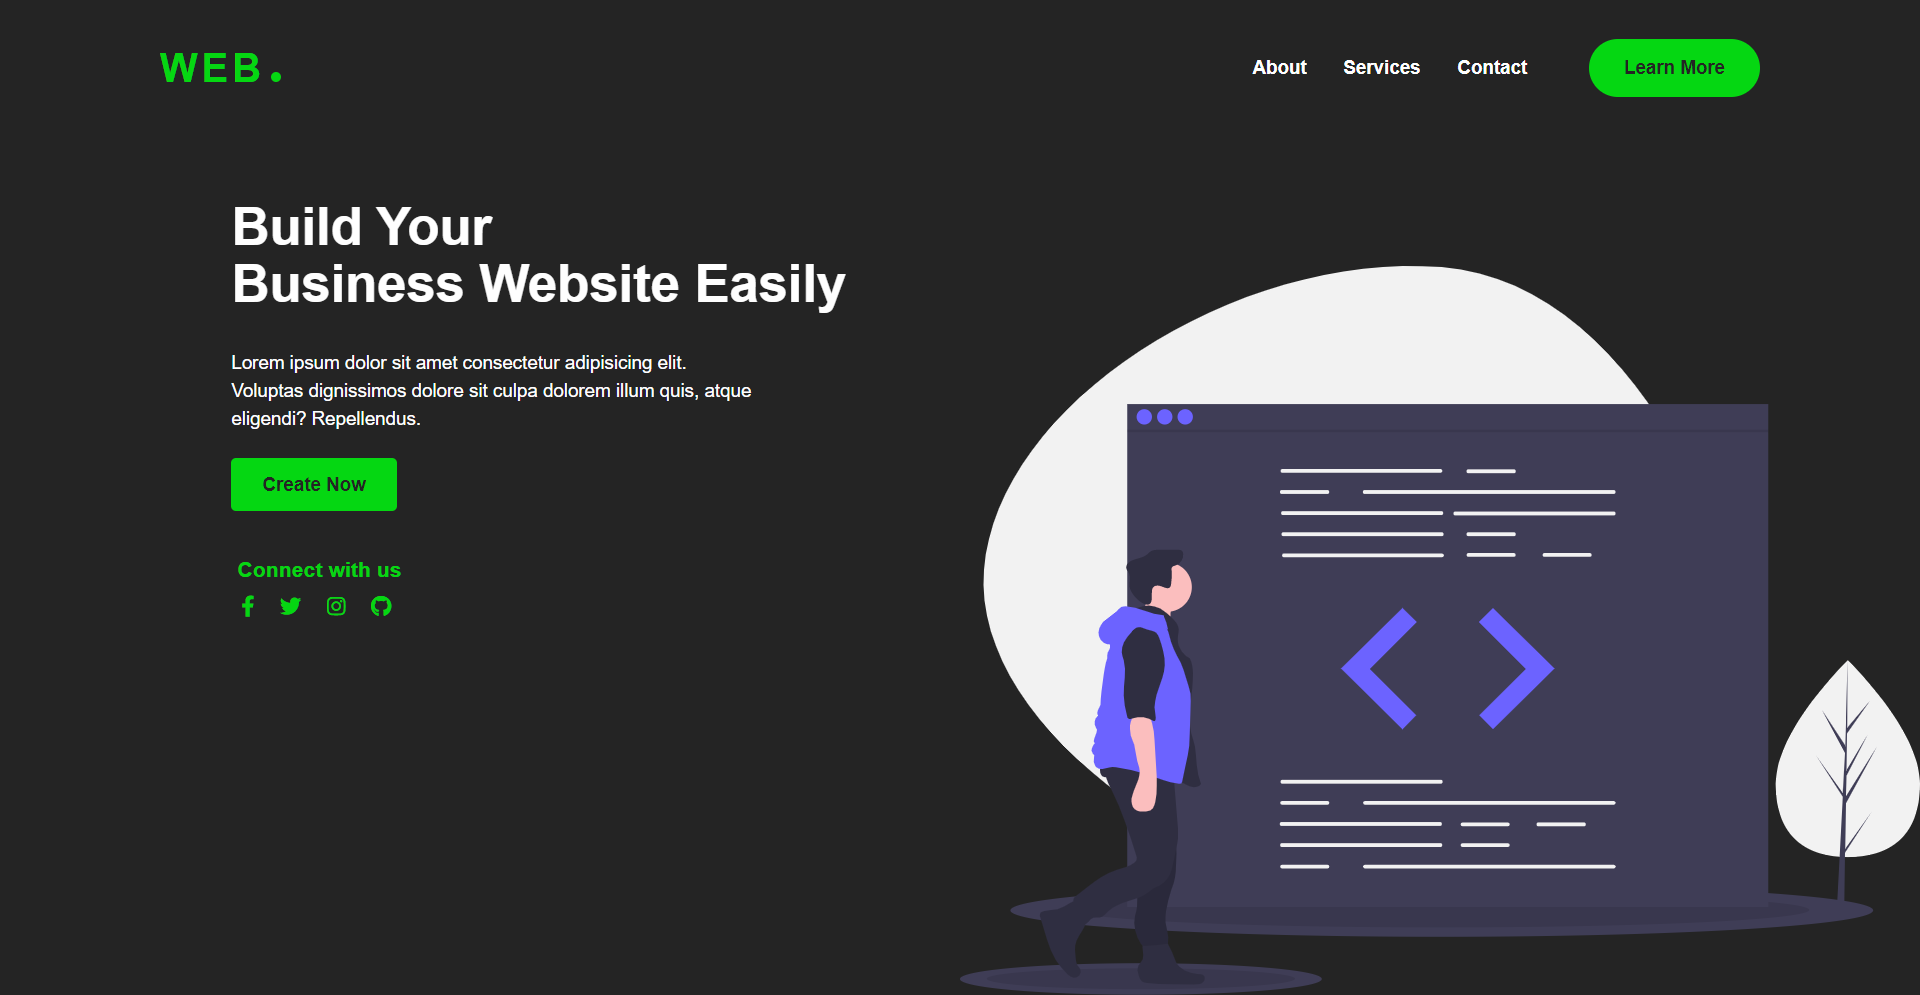 WEB.
About Services Contact Learn More
Build Your
Business Website Easily
Lorem ipsum dolor sit amet consectetur adipisicing elit.
Voluptas dignissimos dolore sit culpa dolorem illum quis, atque
eligendi? Repellendus.
Create Now
Connect with us